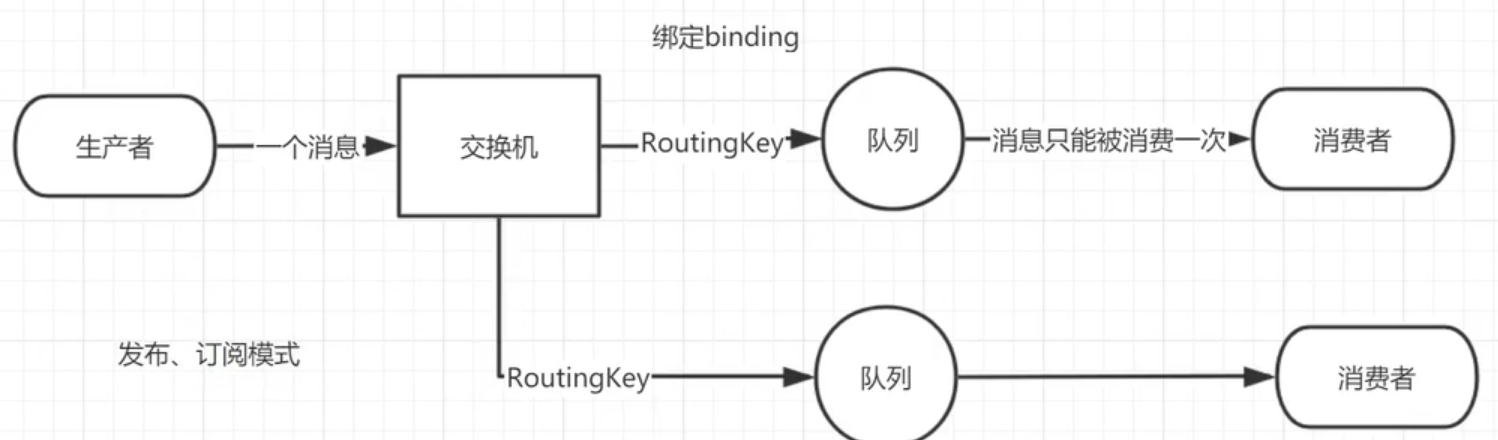 绑定binding
生产者
一个消息
交换机
RoutingKey
队列
消息只能被消费一次
消费者
发布、订阅模式
RoutingKey
队列
消费者